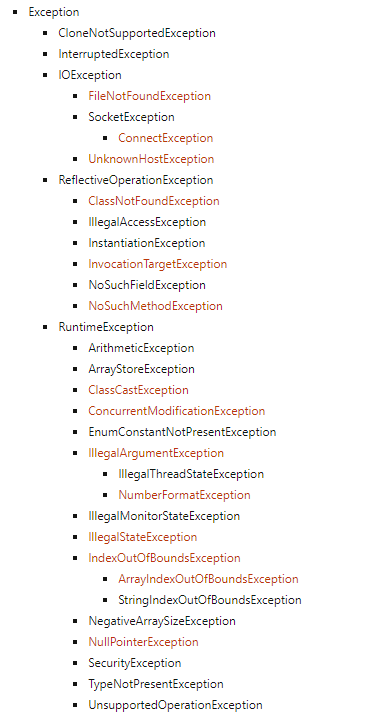 Exception
CloneNotSupportedException
InterruptedException
IOException
FileNotFoundException
SocketException
ConnectException
UnknownHostException
ReflectiveOperationException
ClassNotFoundException
IllegalAccessException
InstantiationException
InvocationTargetException
NoSuchFieldException
NoSuchMethodException
RuntimeException
ArithmeticException
ArrayStoreException
ClassCastException
ConcurrentModificationException
EnumConstantNotPresentException
IllegalArgumentException
IllegalThreadStateException
NumberFormatException
IllegalMonitorStateException
IllegalStateException
IndexOutOfBoundsException
ArrayIndexOutOfBoundsException
StringIndexOutOfBoundsException
NegativeArraySizeException
NullPointerException
SecurityException
TypeNotPresentException
UnsupportedOperationException